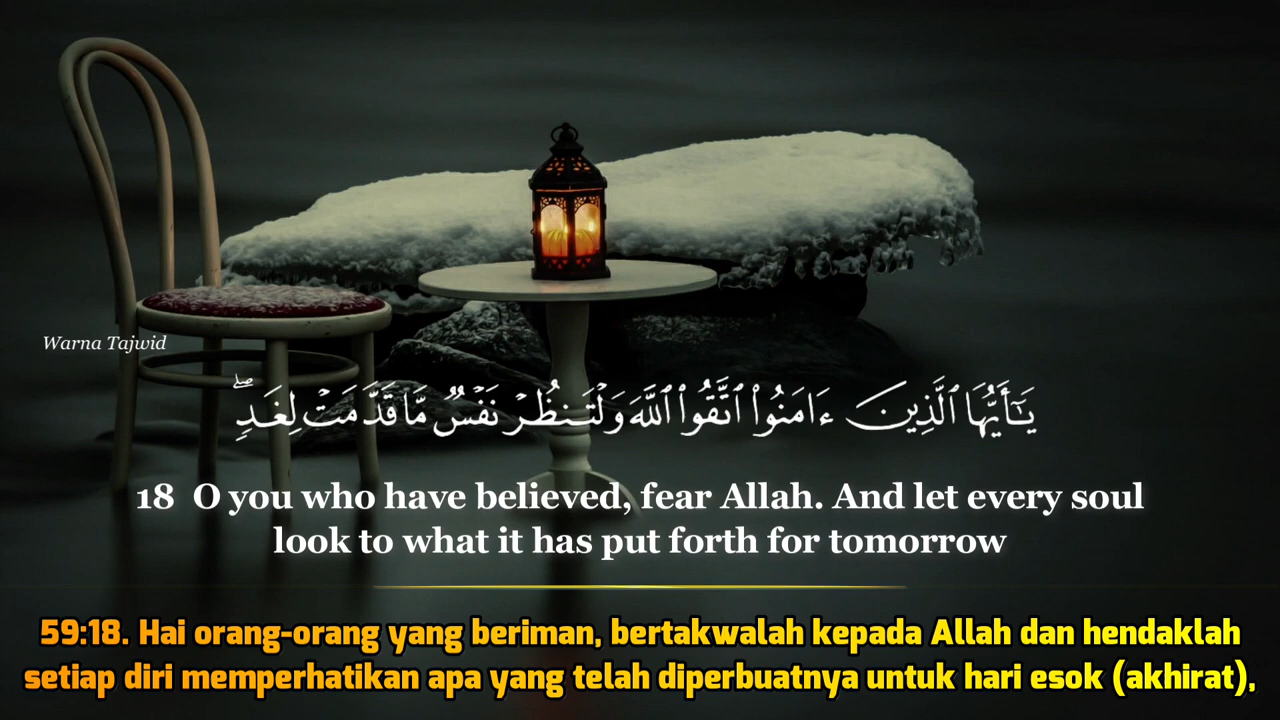 Warna Tajwid
يَـٰٓأَيُّهَا ٱلَّذِينَ ءَامَنُوا۟ ٱتَّقُوا۟ ٱللَّهَ وَلْتَنظُرْ نَفْسٌ مَّا قَدَّمَتْ لِغَدٍ ۖ
18 O you who have believed, fear Allah. And let every soul
look to what it has put forth for tomorrow
59:18. Hai orang-orang yang beriman, bertakwalah kepada Allah dan hendaklah
setiap diri memperhatikan apa yang telah diperbuatnya untuk hari esok (akhirat),